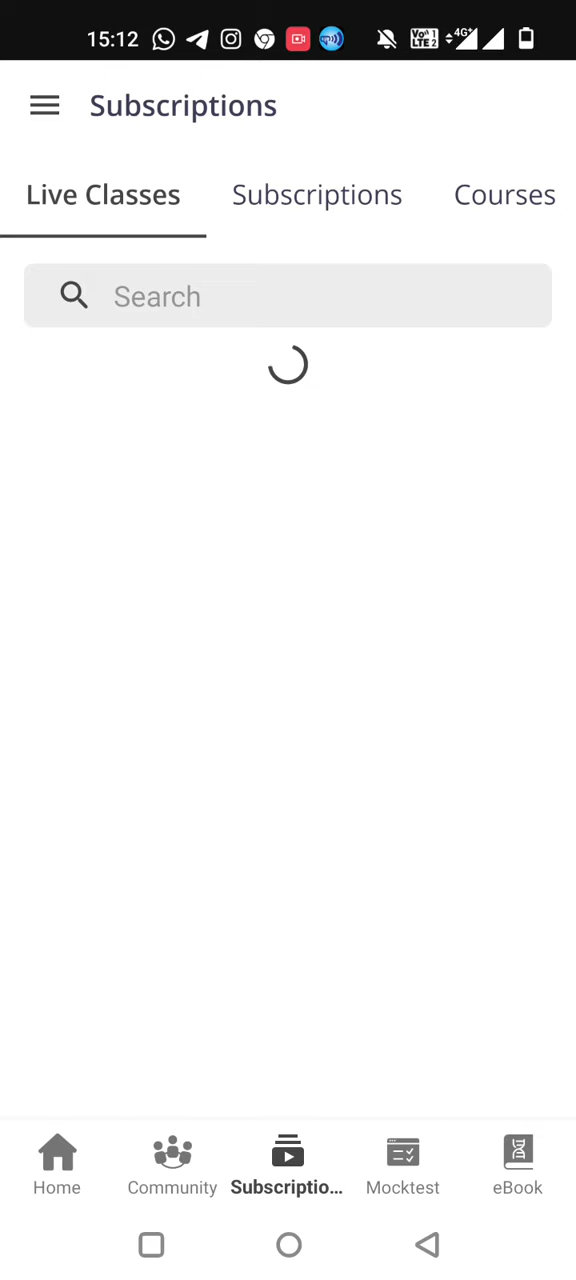 15:12
Subscriptions
Live Classes Subscriptions Courses
Search
Home Community Subscriptio... Mocktest eBook